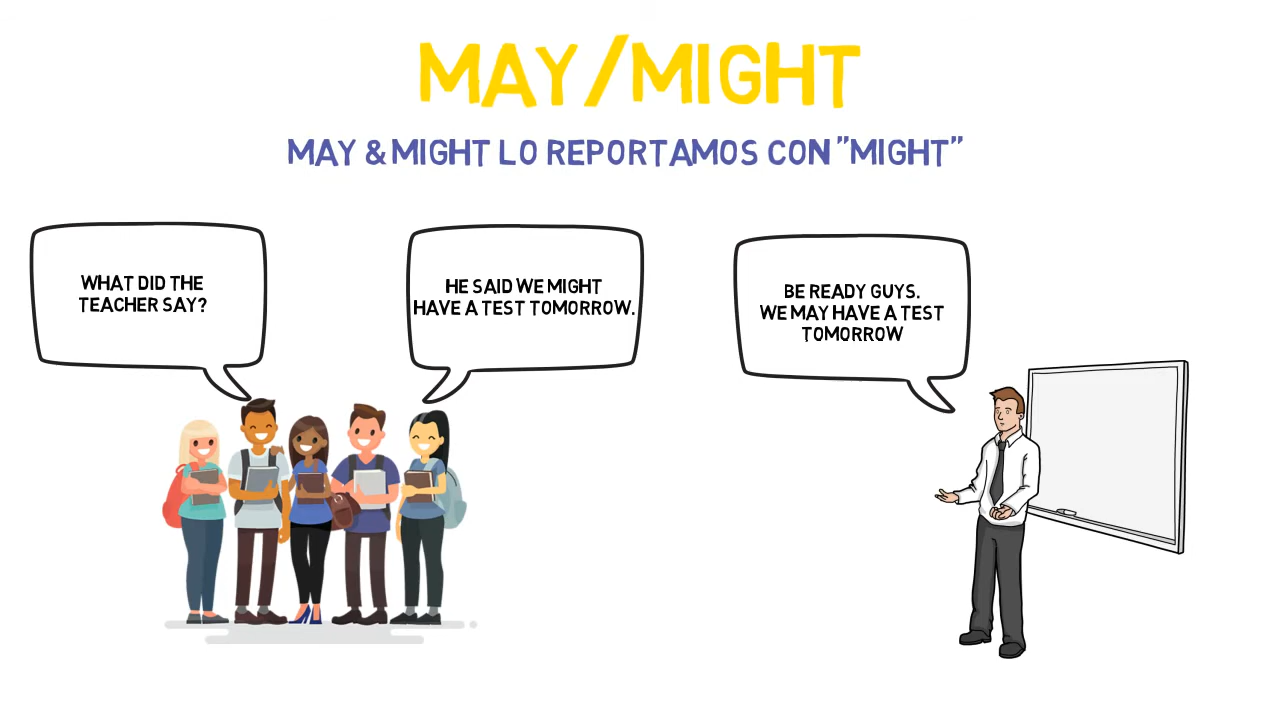 MAY/MIGHT
MAY & MIGHT LO REPORTAMOS CON "MIGHT"
WHAT DID THE
TEACHER SAY?
HE SAID WE MIGHT
HAVE A TEST TOMORROW.
BE READY GUYS.
WE MAY HAVE A TEST
TOMORROW